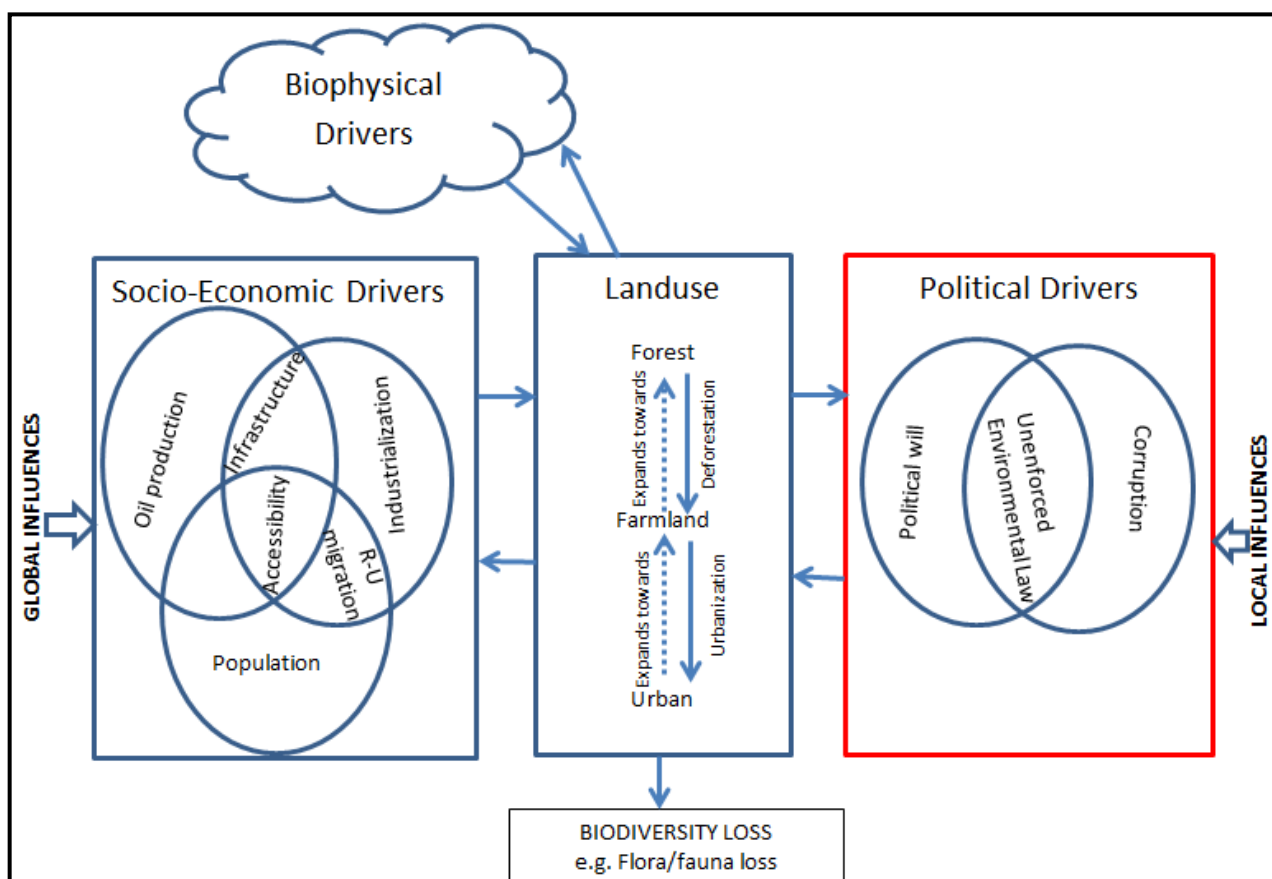 Biophysical
Drivers
Socio-Economic Drivers
Landuse
Political Drivers
GLOBAL INFLUENCES
Oil production
Infrastructure
Industrialization
Accessibility
R-U
migration
Population
Forest
Expands towards
Deforestation
Farmland
Expands towards
Urbanization
Urban
Political will
Unenforced
Environmental Law
Corruption
LOCAL INFLUENCES
BIODIVERSITY LOSS
e.g. Flora/fauna loss